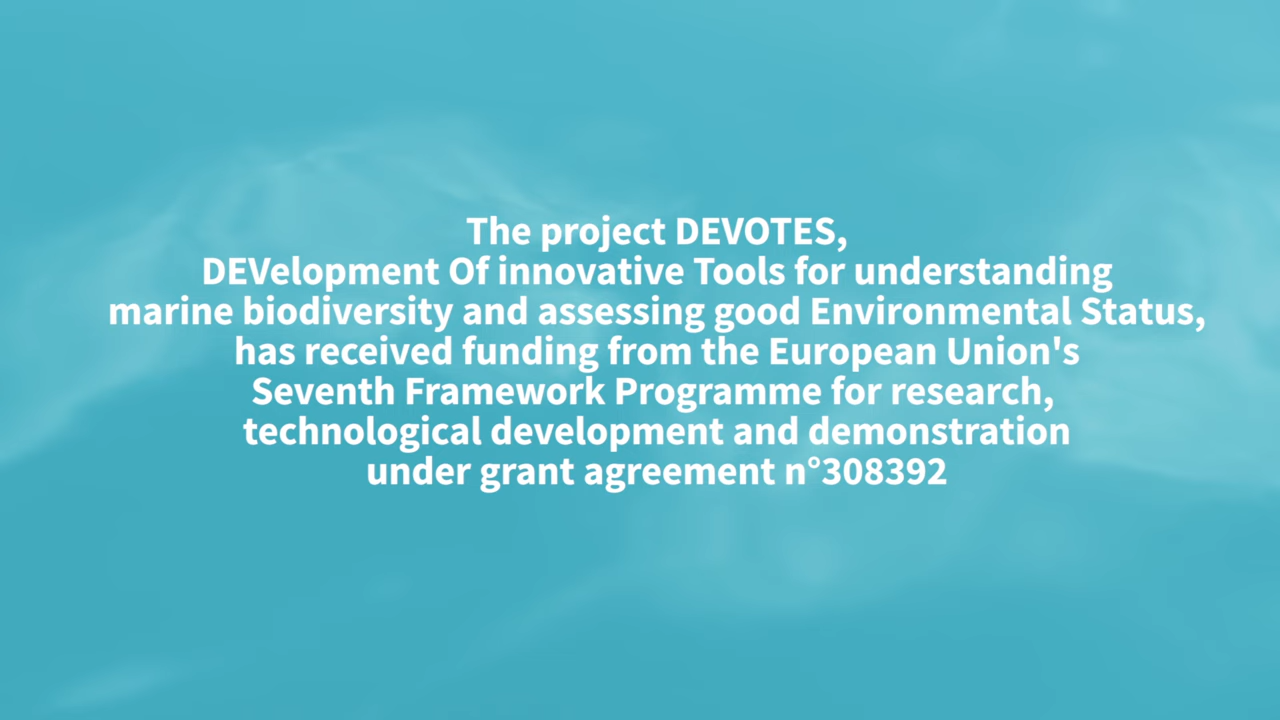 The project DEVOTES,
DEVelopment Of innovative Tools for understanding
marine biodiversity and assessing good Environmental Status,
has received funding from the European Union's
Seventh Framework Programme for research,
technological development and demonstration
under grant agreement n°308392